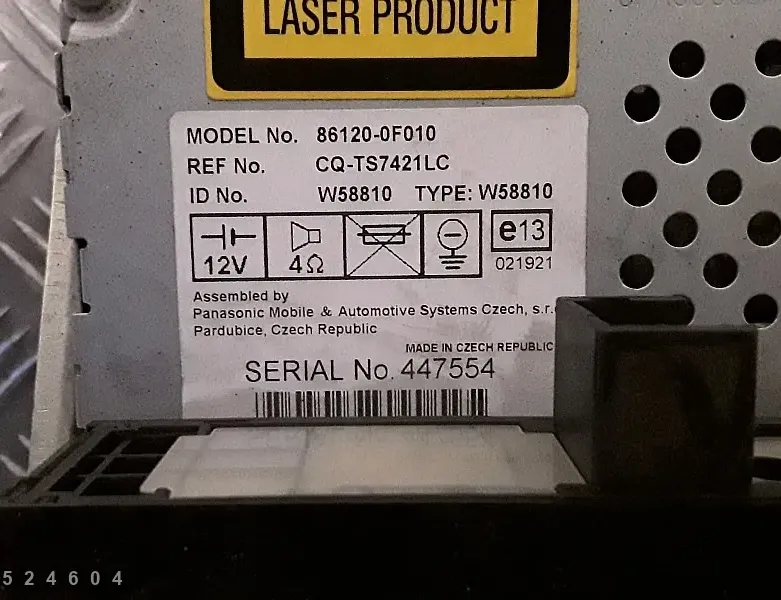 LASER PRODUCT
MODEL No. 86120-0F010
REF No. CQ-TS7421LC
ID No. W58810 TYPE: W58810
12V 4Ω e13
021921
Assembled by
Panasonic Mobile & Automotive Systems Czech, s.r.
Pardubice, Czech Republic
MADE IN CZECH REPUBLIC
SERIAL No. 447554
524604